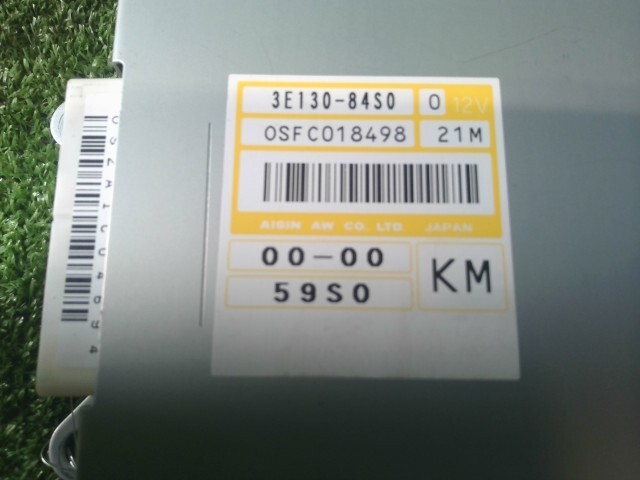 3E130-84S0 0 12V
0SFC018498 21M
AISIN AW CO. LTD. JAPAN
00-00
KM
59S0